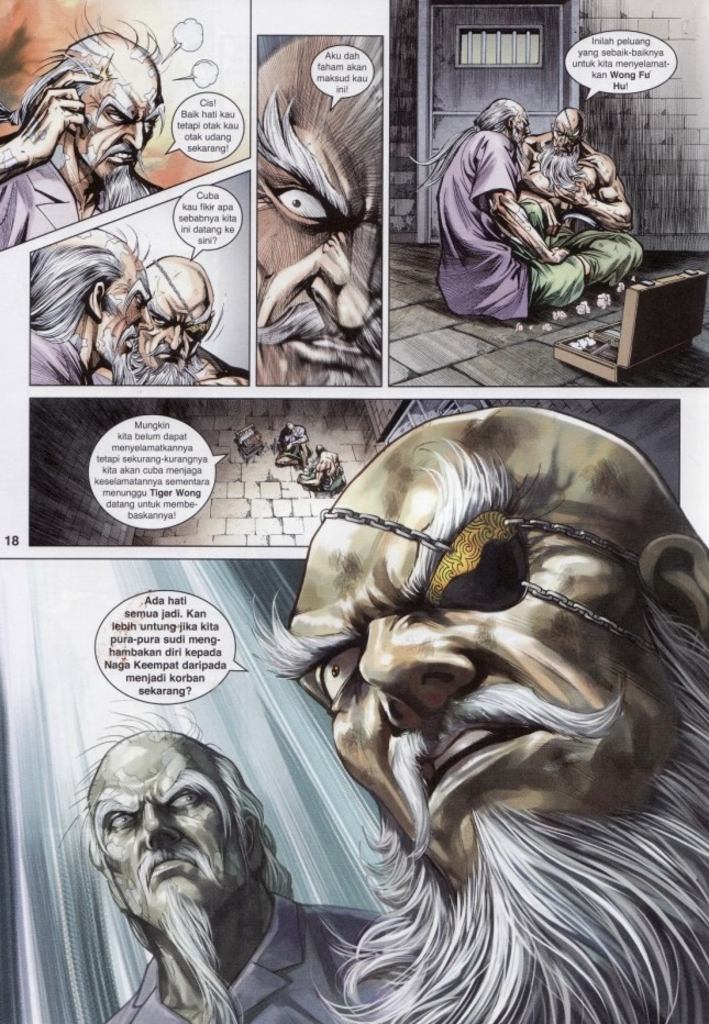 Cis!
Baik hati kau
tetapi otak kau
otak udang
sekarang!
Cuba
kau fikir apa
sebabnya kita
ini datang ke
sini?
Aku dah
faham akan
maksud kau
ini!
Inilah peluang
yang sebaik-baiknya
untuk kita menyelamat-
kan Wong Fu
Hu!
Mungkin
kita belum dapat
menyelamatkannya
tetapi sekurang-kurangnya
kita akan cuba menjaga
keselamatannya sementara
menunggu Tiger Wong
datang untuk membe-
baskannya!
18
Ada hati
semua jadi. Kan
lebih untung jika kita
pura-pura sudi meng-
hambakan diri kepada
Naga Keempat daripada
menjadi korban
sekarang?